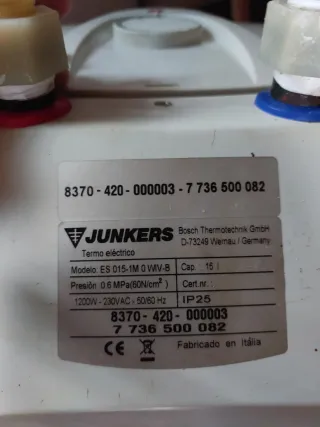 8370 - 420 - 000003 - 7 736 500 082
JUNKERS
Bosch Thermotechnik GmbH
D-73249 Wernau / Germany
Termo eléctrico
Modelo: ES 015-1M 0 WIV-B
Cap.: 15 l
Presión: 0.6 MPa(60N/cm²)
Cert.nr.:
1200W - 230VAC - 50/60 Hz
IP25
8370 - 420 - 000003
7 736 500 082
CE
Fabricado en Itália